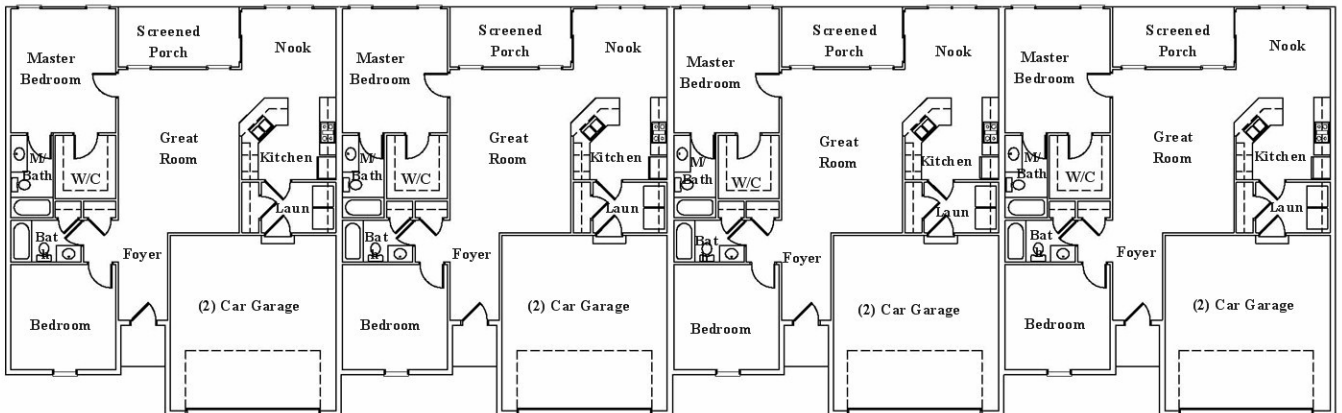 Screened
Porch
Nook
Master
Bedroom
Great
Room
M/
Bath
W/C
Kitchen
Laun
Bat
h
Foyer
(2) Car Garage
Bedroom
Screened
Porch
Nook
Master
Bedroom
Great
Room
M/
Bath
W/C
Kitchen
Laun
Bat
h
Foyer
(2) Car Garage
Bedroom
Screened
Porch
Nook
Master
Bedroom
Great
Room
M/
Bath
W/C
Kitchen
Laun
Bat
h
Foyer
(2) Car Garage
Bedroom
Screened
Porch
Nook
Master
Bedroom
Great
Room
M/
Bath
W/C
Kitchen
Laun
Bat
h
Foyer
(2) Car Garage
Bedroom